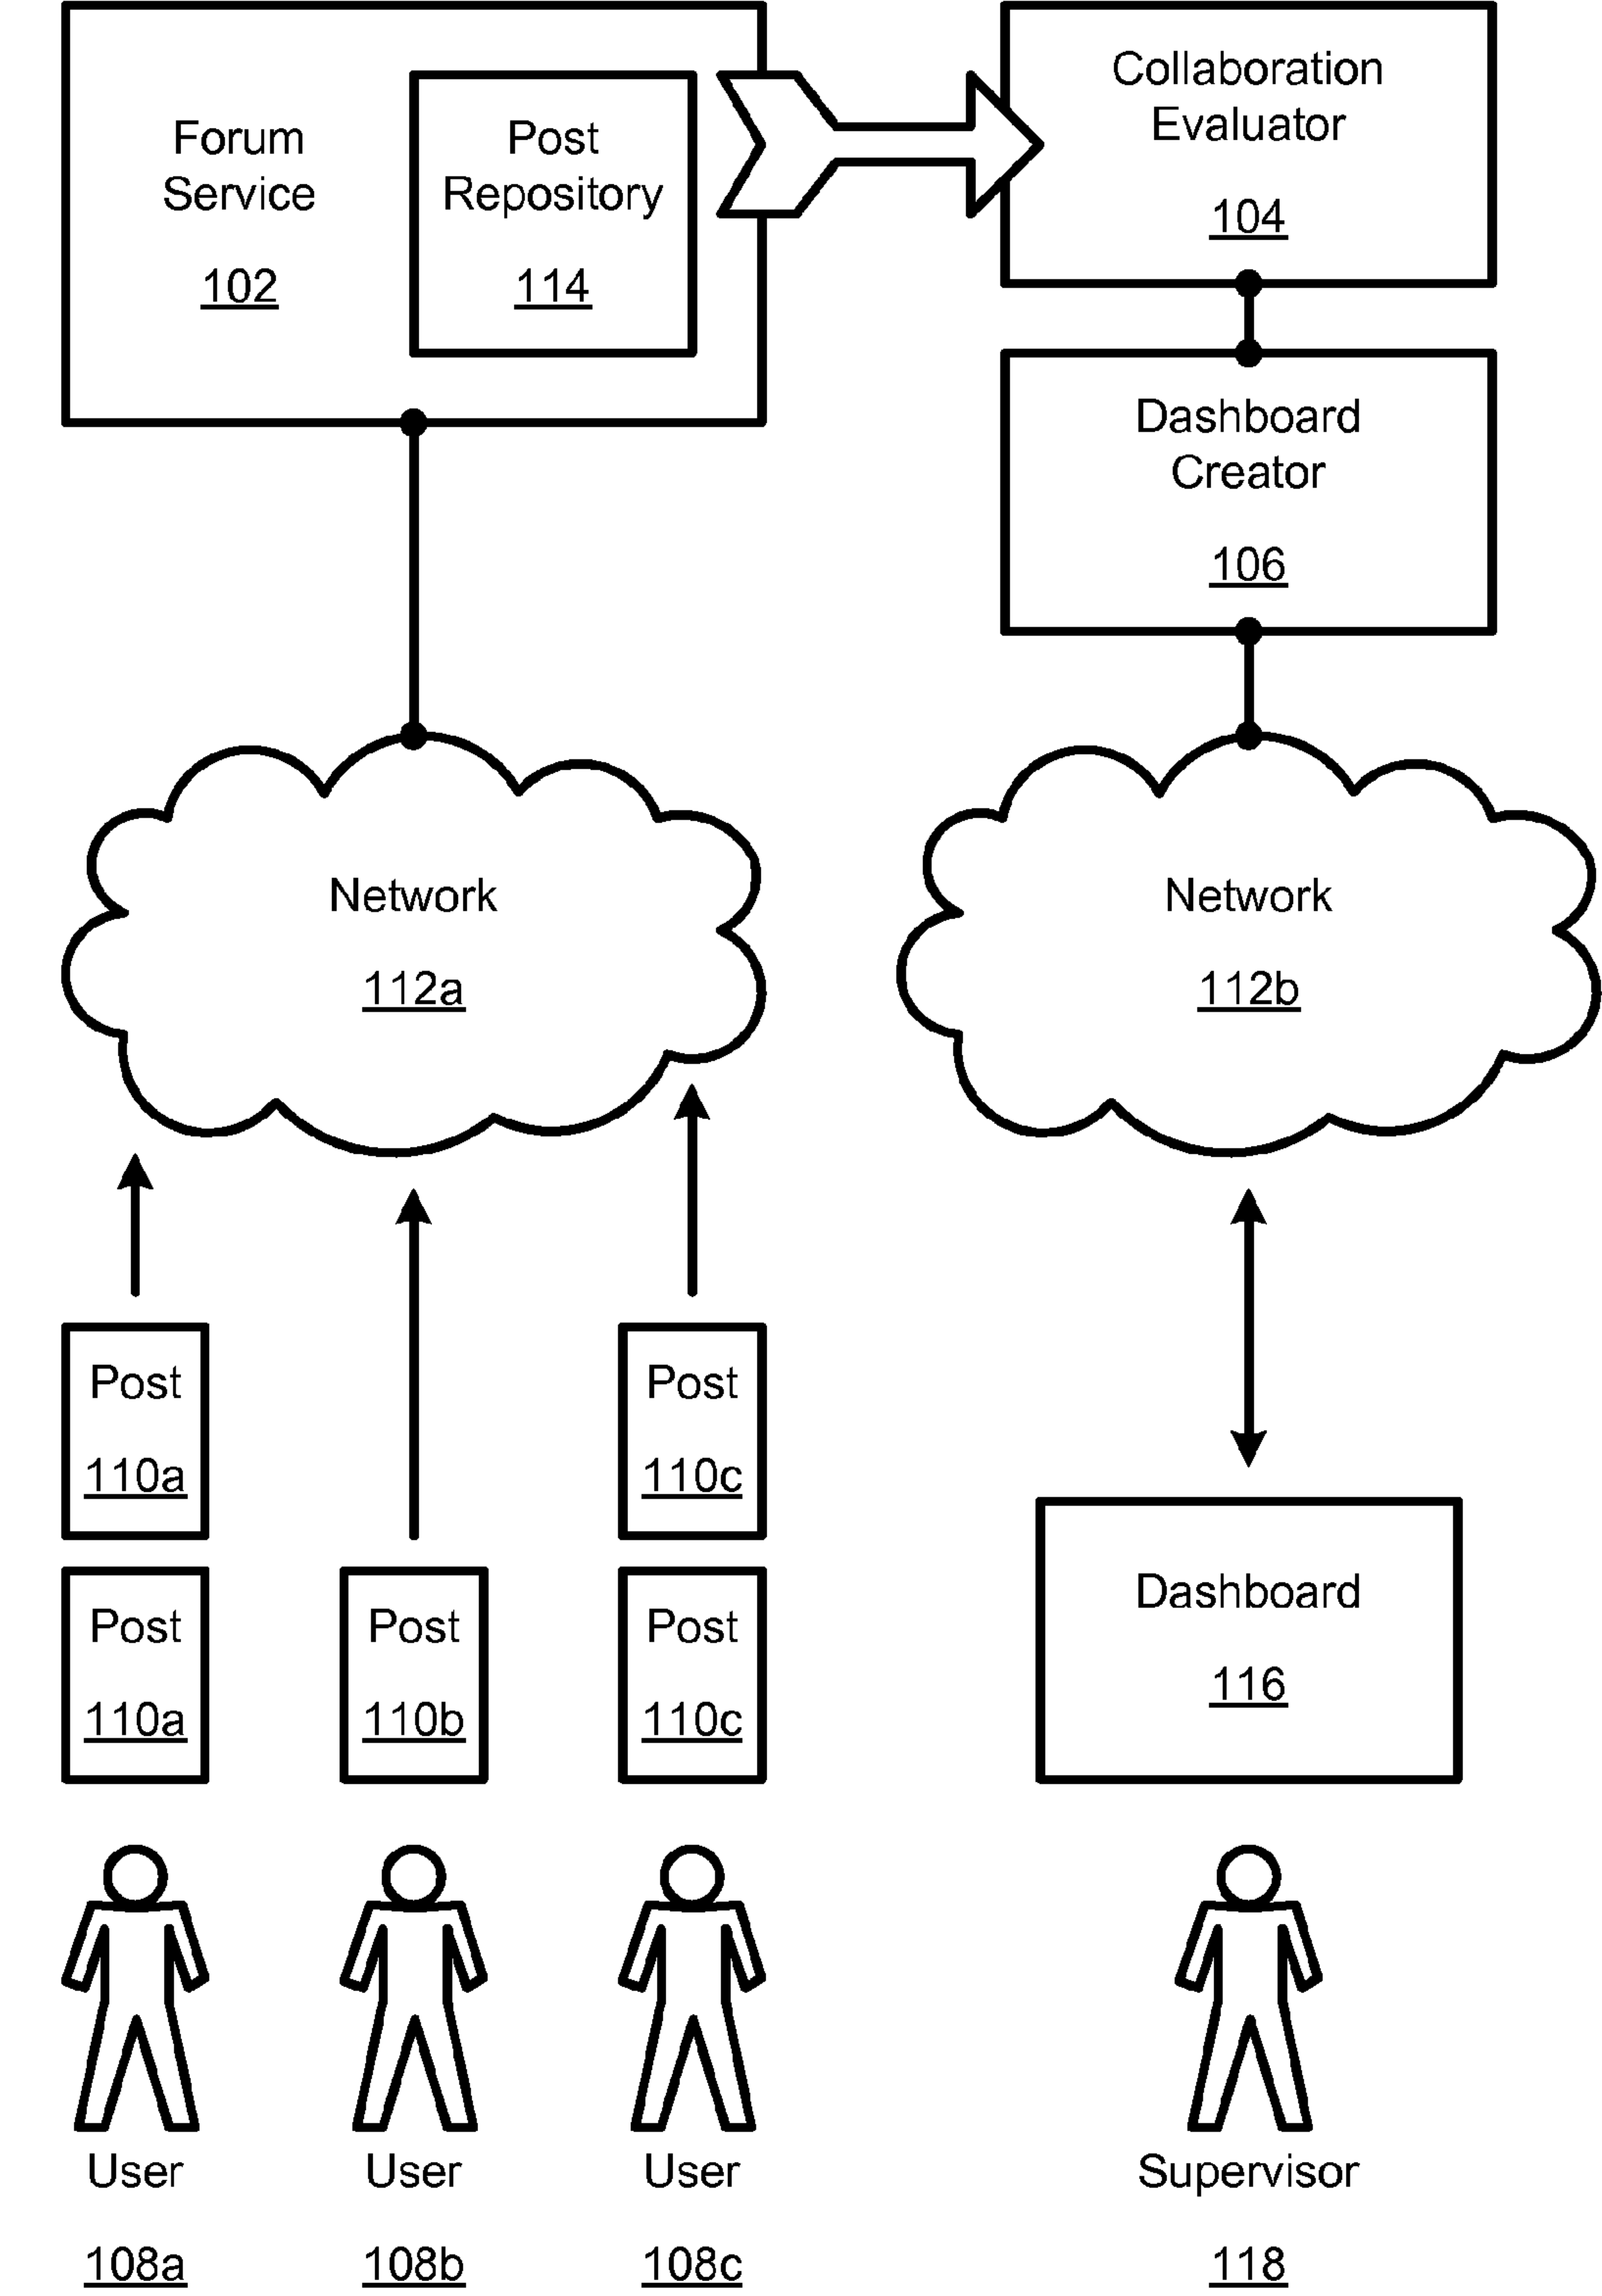 Forum
Service
102
Post
Repository
114
Collaboration
Evaluator
104
Dashboard
Creator
106
Network
112a
Network
112b
Post
110a
Post
110c
Post
110a
Post
110b
Post
110c
Dashboard
116
User
108a
User
108b
User
108c
Supervisor
118